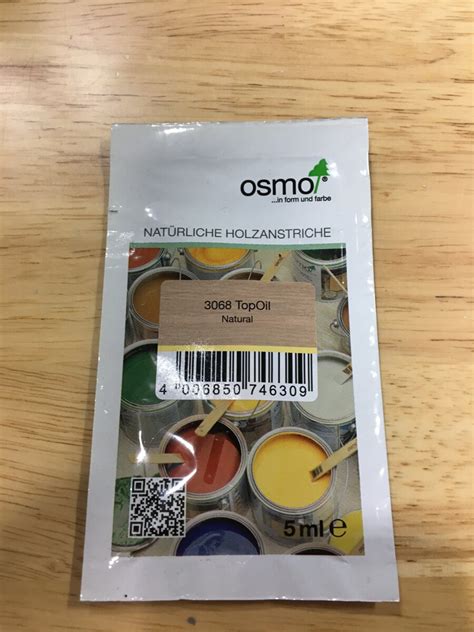 osmo®
...in form und farbe
NATÜRLICHE HOLZANSTRICHE
3068 TopOil
Natural
4 006850 746309
5 ml e